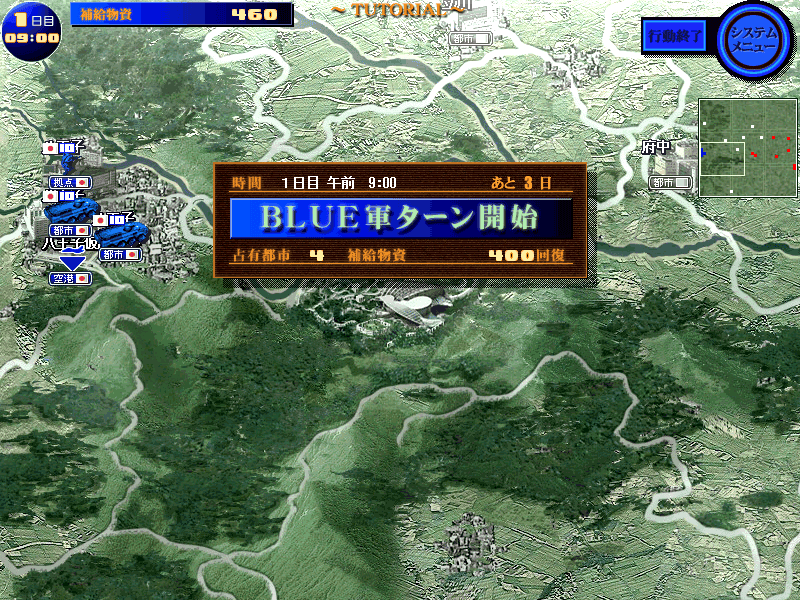 1日目
09:00
補給物資 460
～ TUTORIAL ～
行動終了
システム
メニュー
都市
府中
都市
拠点
都市
都市
空港
時間 1日目 午前 9:00 あと 3 日
BLUE軍ターン開始
占有都市 4 補給物資 400回復